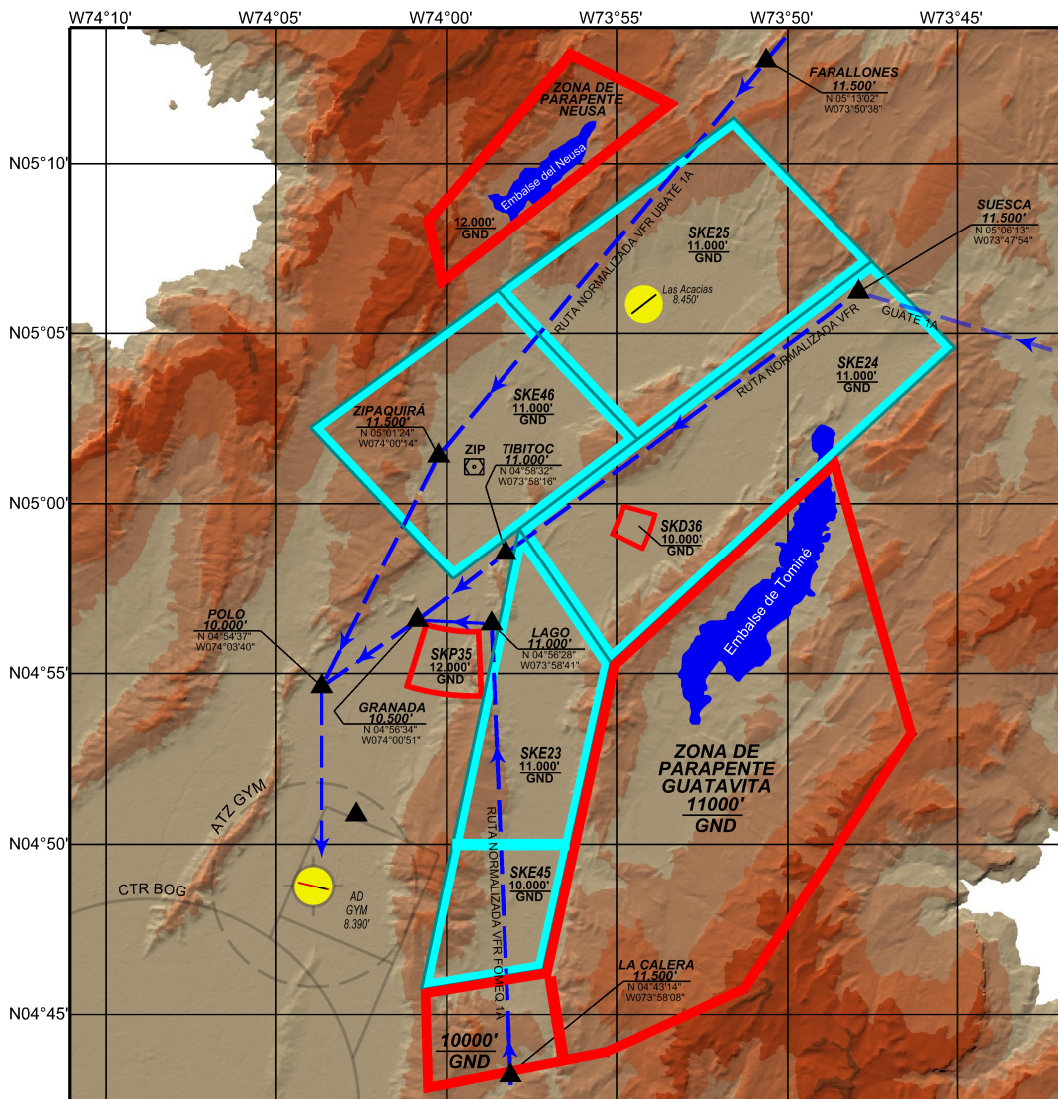 W74°10'
W74°05'
W74°00'
W73°55'
W73°50'
W73°45'
FARALLONES
11.500'
N 05°13'02"
W073°50'38"
ZONA DE
PARAPENTE
NEUSA
Embalse del Neusa
12.000'
GND
N05°10'
RUTA NORMALIZADA VFR UBATÉ 1A
SUESCA
11.500'
N 05°06'13"
W073°47'54"
SKE25
11.000'
GND
Las Acacias
8.450'
GUATE 1A
N05°05'
RUTA NORMALIZADA VFR
SKE24
11.000'
GND
SKE46
11.000'
GND
ZIPAQUIRÁ
11.500'
N 05°01'24"
W074°00'14"
ZIP
TIBITOC
11.000'
N 04°58'32"
W073°58'16"
N05°00'
SKD36
10.000'
GND
Embalse de Tominé
POLO
10.000'
N 04°54'37"
W074°03'40"
LAGO
11.000'
N 04°56'28"
W073°58'41"
SKP35
12.000'
GND
N04°55'
GRANADA
10.500'
N 04°56'34"
W074°00'51"
SKE23
11.000'
GND
ZONA DE
PARAPENTE
GUATAVITA
11000'
GND
ATZ GYM
N04°50'
RUTA NORMALIZADA VFR FOMEQ 1A
SKE45
10.000'
GND
CTR BOG
AD
GYM
8.390'
LA CALERA
11.500'
N 04°43'14"
W073°58'08"
N04°45'
10000'
GND